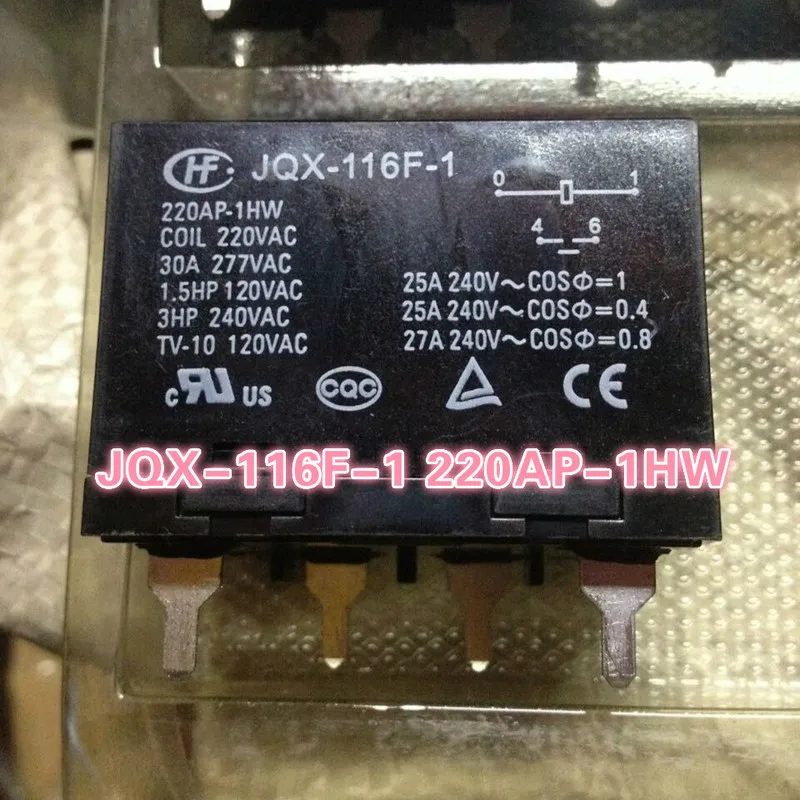 HF JQX-116F-1
0 1
220AP-1HW
4 6
COIL 220VAC
30A 277VAC
25A 240V～COSΦ=1
1.5HP 120VAC
25A 240V～COSΦ=0.4
3HP 240VAC
27A 240V～COSΦ=0.8
TV-10 120VAC
c RU US CQC CE
JQX-116F-1 220AP-1HW